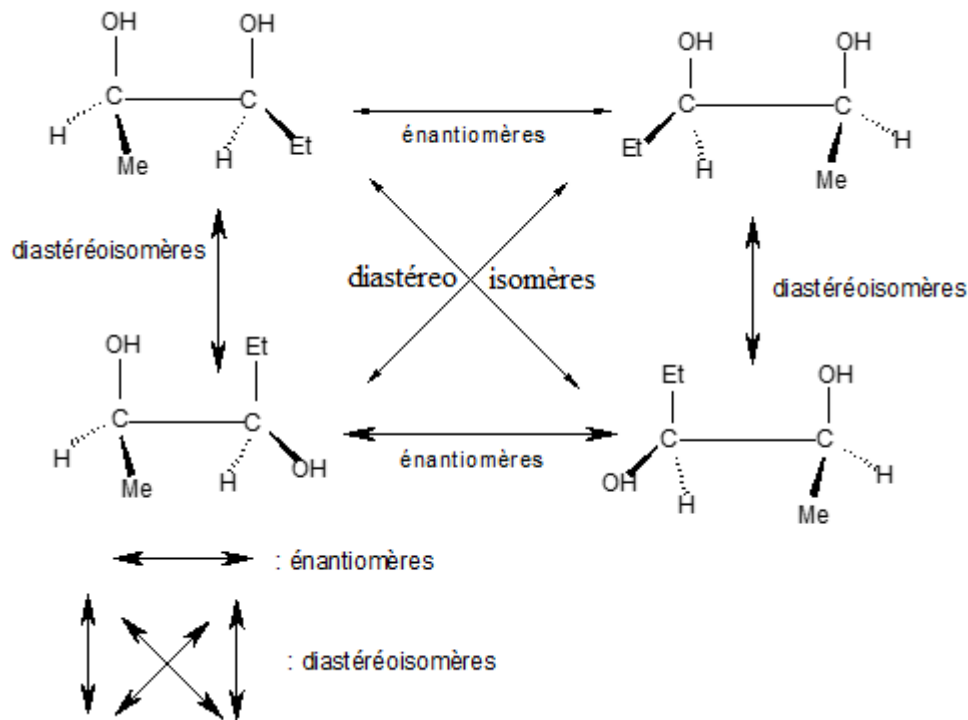 OH OH OH OH
C C C C
H H Et H H
Me Et Me
énantiomères
diastéréoisomères diastéreo isomères diastéréoisomères
OH Et Et OH
C C C C
H H OH OH H H
Me Me
énantiomères
: énantiomères
: diastéréoisomères